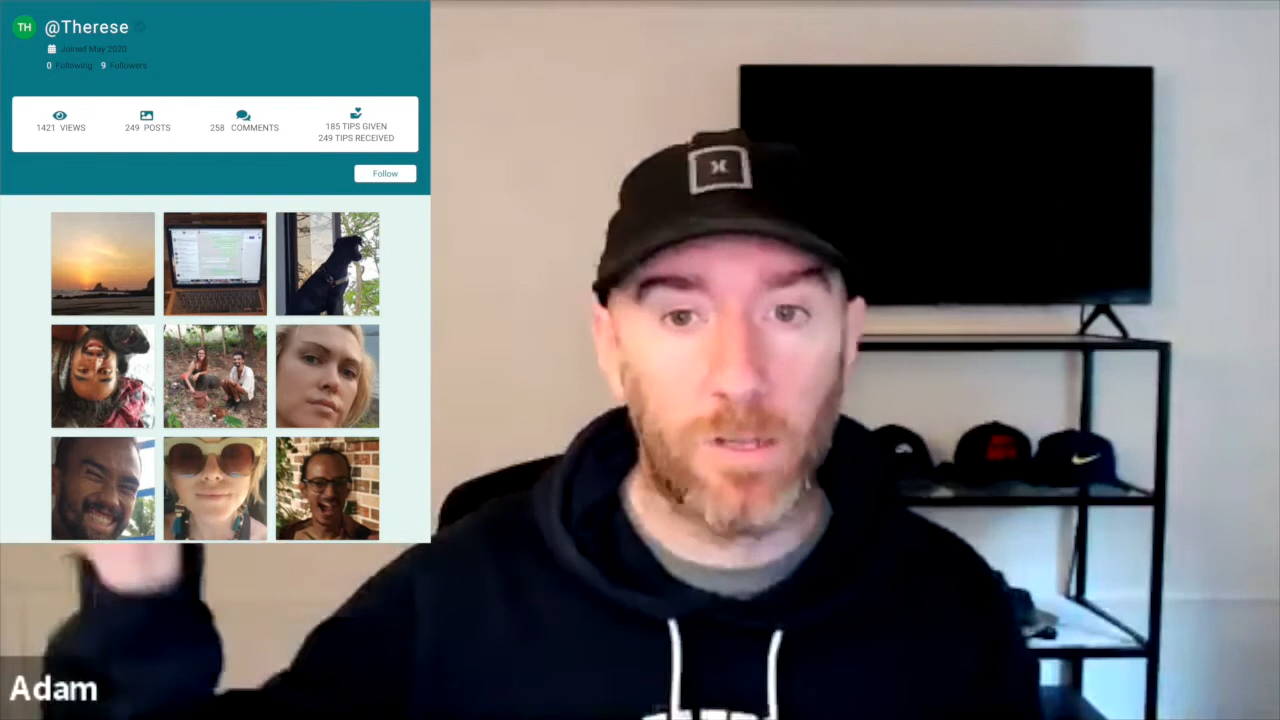 TH @Therese
Joined May 2020
0 Following 9 Followers
1421 VIEWS
249 POSTS
258 COMMENTS
185 TIPS GIVEN
249 TIPS RECEIVED
Follow
Adam